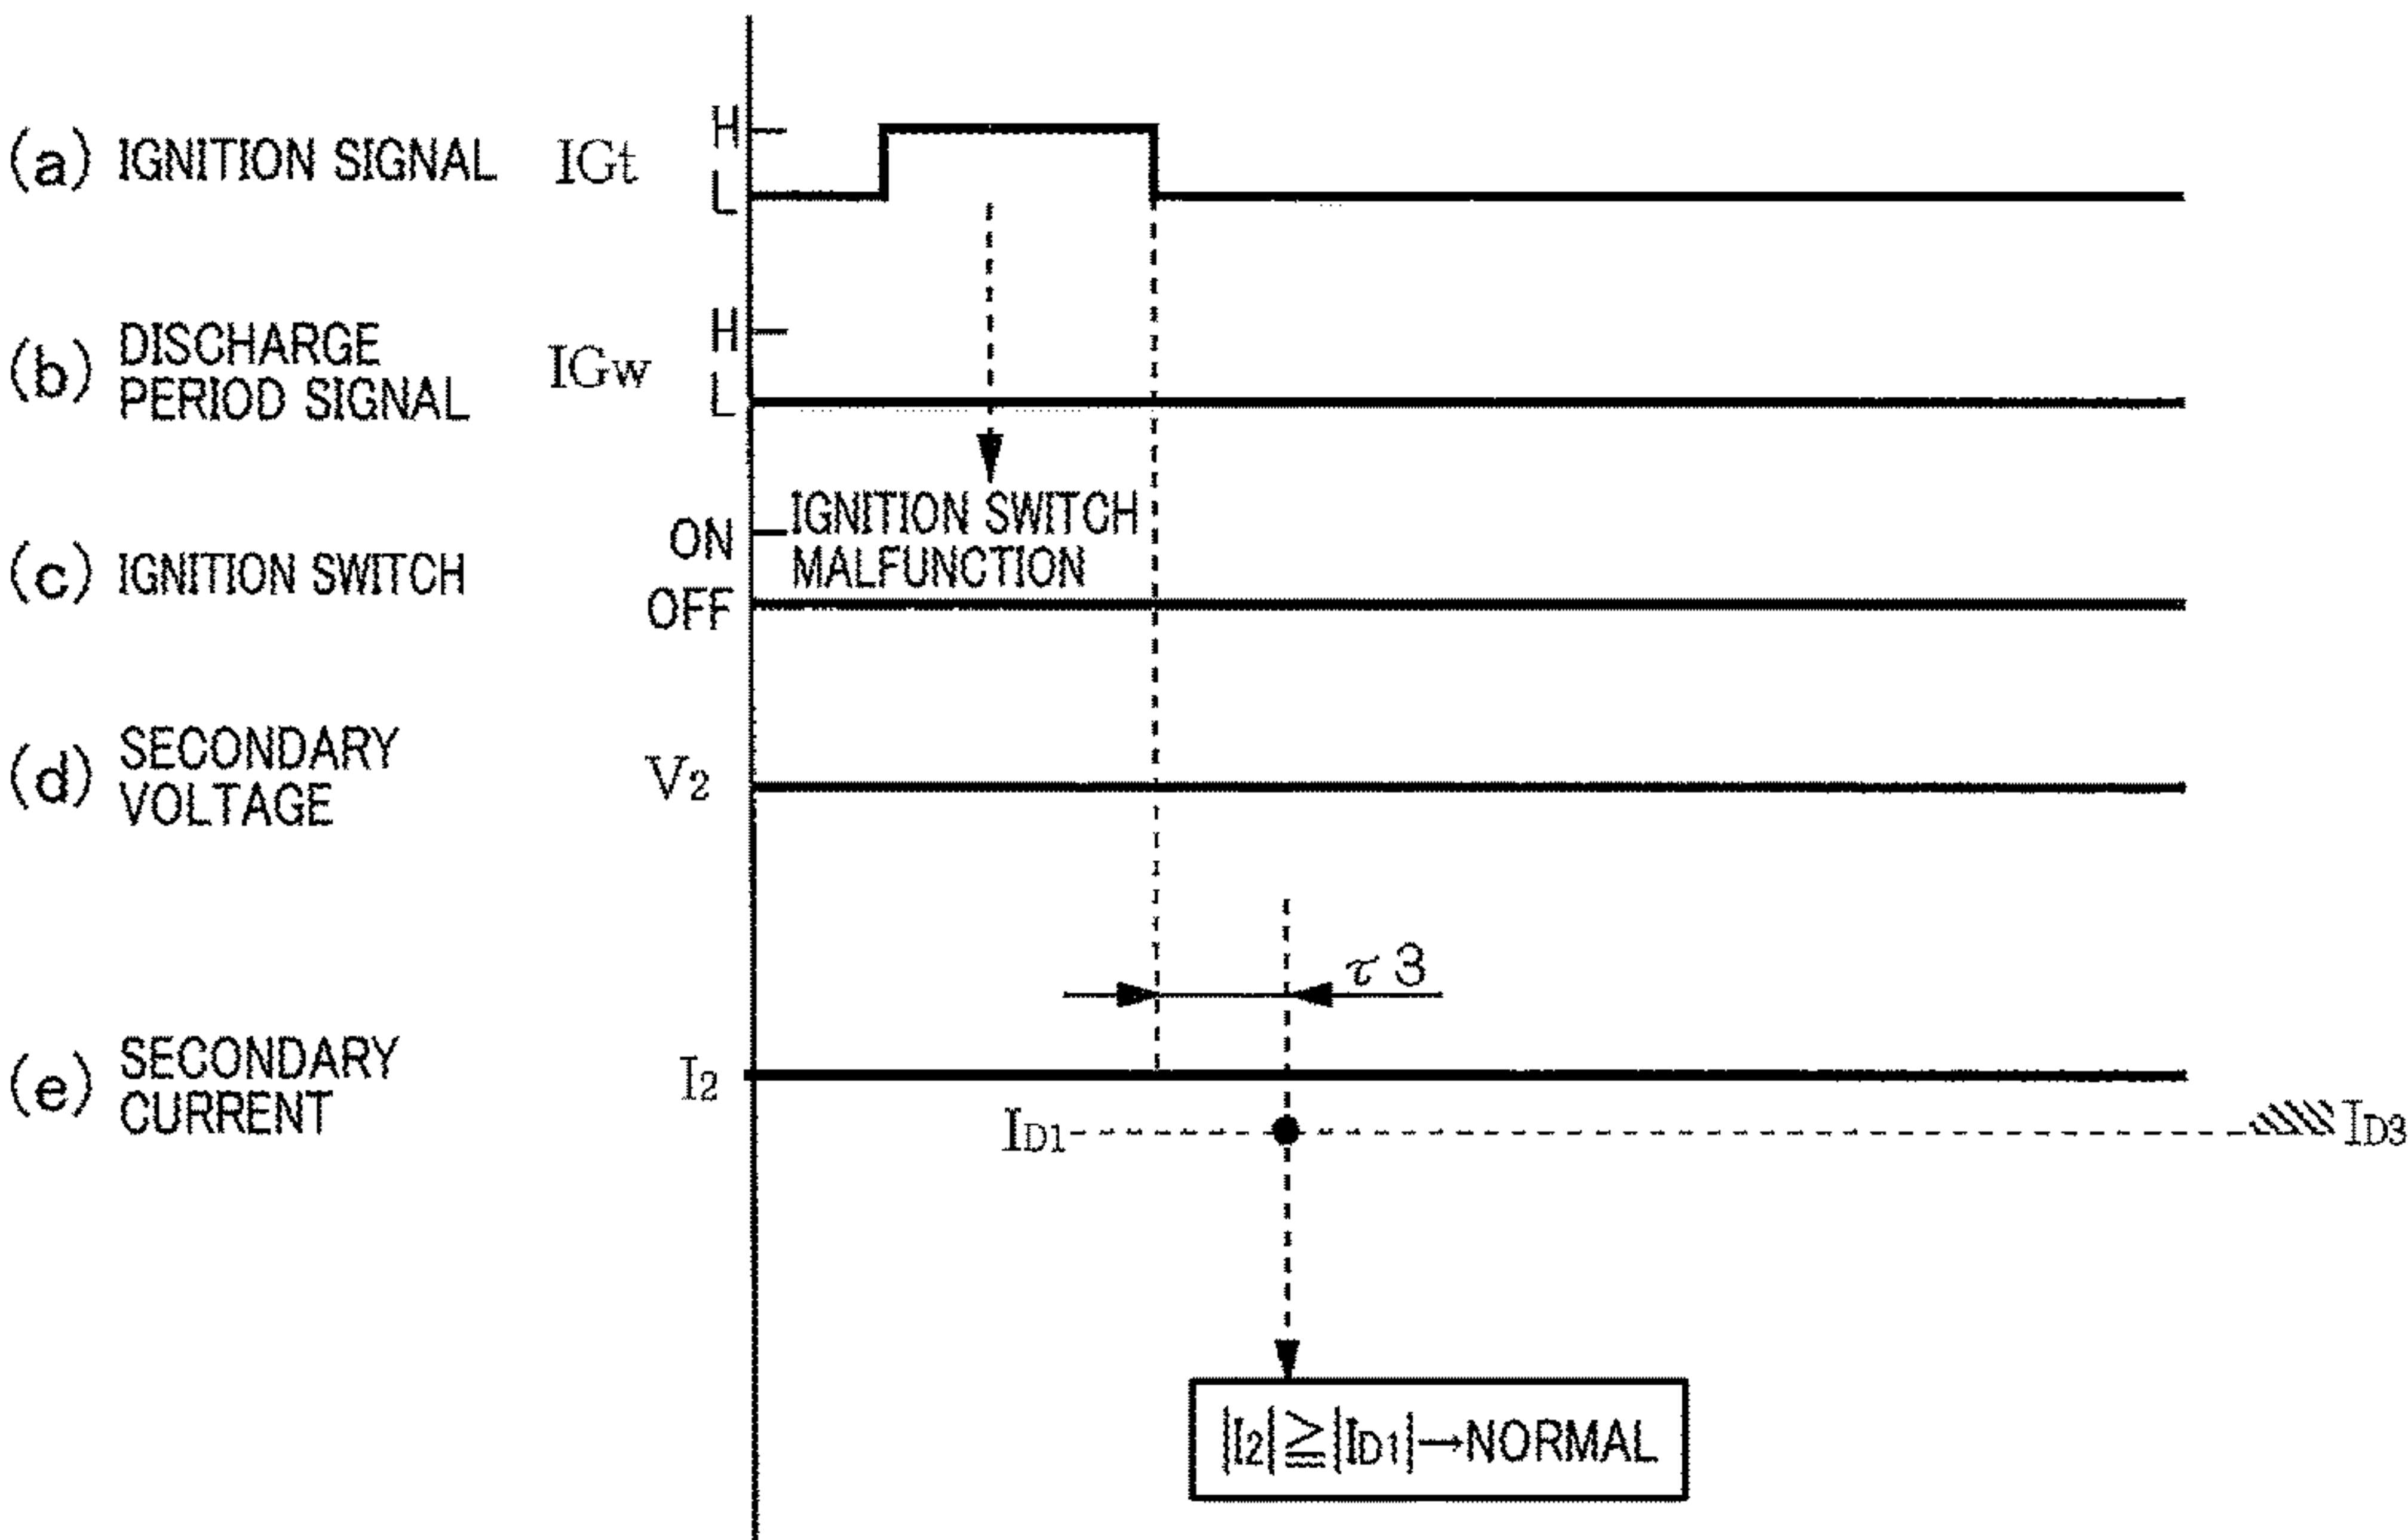 (a) IGNITION SIGNAL IGt H
L
(b) DISCHARGE
PERIOD SIGNAL IGw H
L
IGNITION SWITCH
MALFUNCTION
(c) IGNITION SWITCH ON
OFF
(d) SECONDARY
VOLTAGE V2
τ3
(e) SECONDARY
CURRENT I2
ID1 ID3
|I2|≧|ID1|→NORMAL